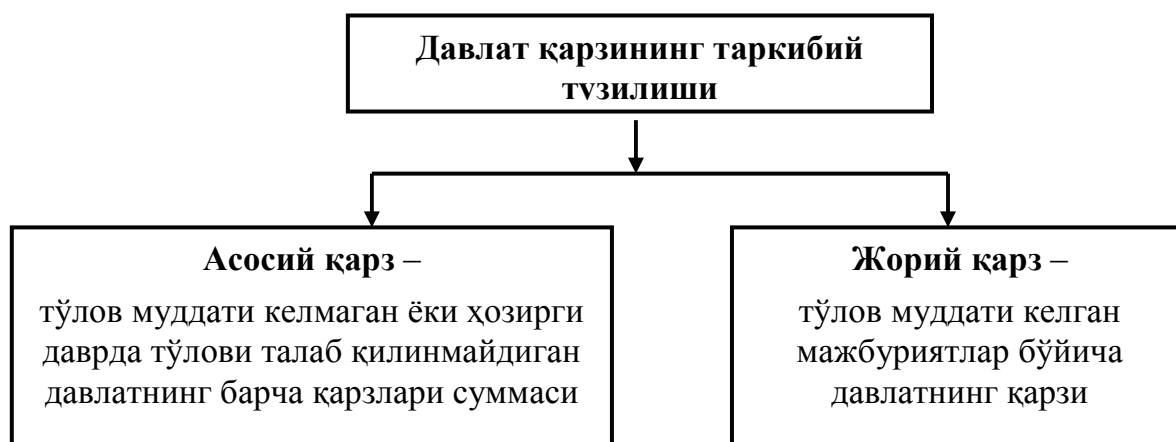 Давлат қарзининг таркибий
тузилиши
Асосий қарз –
тўлов муддати келмаган ёки ҳозирги
даврда тўлови талаб қилинмайдиган
давлатнинг барча қарзлари суммаси
Жорий қарз –
тўлов муддати келган
мажбуриятлар бўйича
давлатнинг қарзи